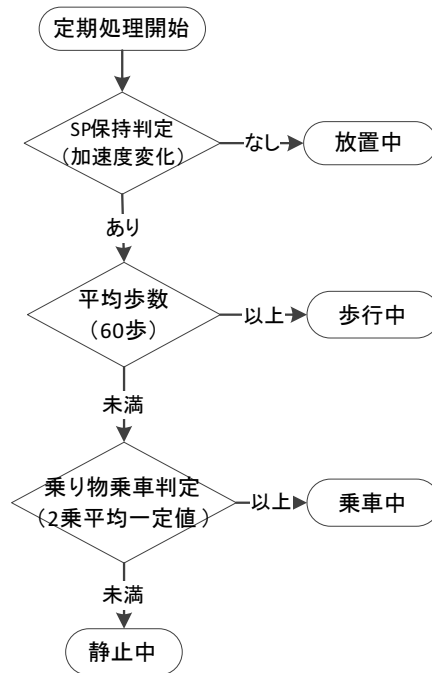 定期処理開始
SP保持判定
(加速度変化)
なし
放置中
あり
平均歩数
(60歩)
以上
歩行中
未満
乗り物乗車判定
(2乗平均一定値)
以上
乗車中
未満
静止中